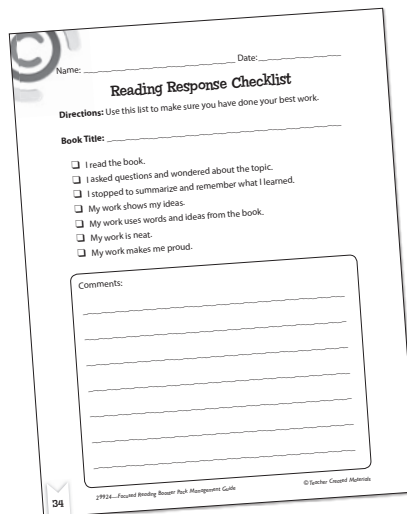 ©
Name: ______________________ Date: ______________
Reading Response Checklist
Directions: Use this list to make sure you have done your best work.
Book Title: ______________________
❑ I read the book.
❑ I asked questions and wondered about the topic.
❑ I stopped to summarize and remember what I learned.
❑ My work shows my ideas.
❑ My work uses words and ideas from the book.
❑ My work is neat.
❑ My work makes me proud.
Comments:
34 29924—Focused Reading Booster Pack Management Guide © Teacher Created Materials